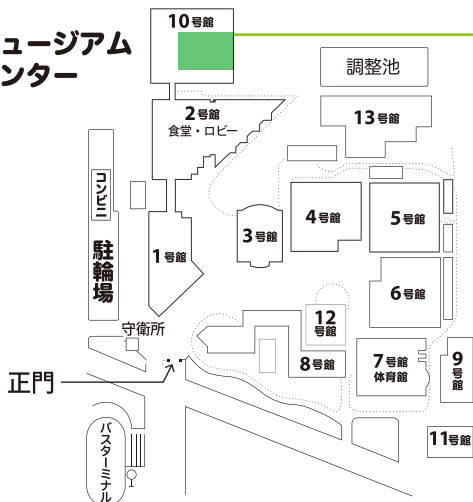 ュージアム
ンター
10号館
調整池
2号館
食堂・ロビー
13号館
コンビニ
駐輪場
1号館
3号館
4号館
5号館
6号館
守衛所
正門
12
号館
8号館
7号館
体育館
9
号
館
11号館
バスターミナル